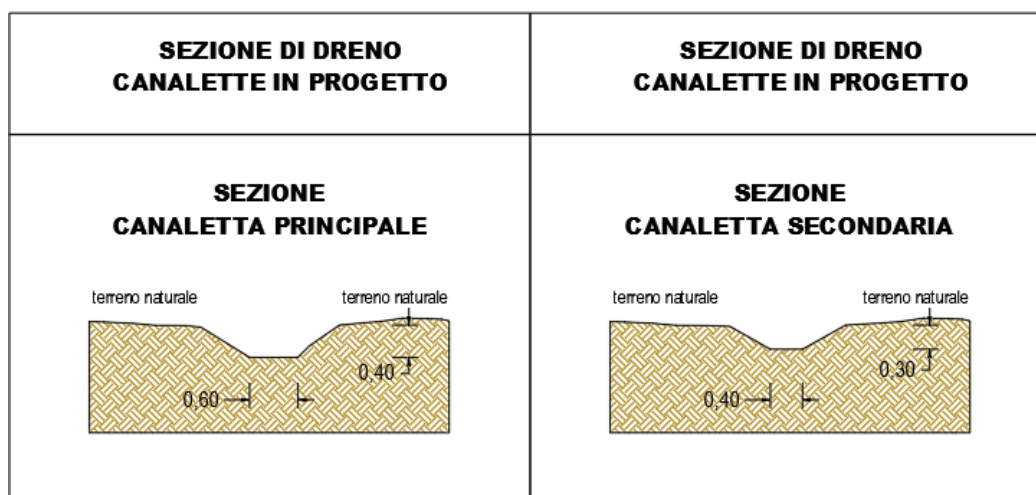 SEZIONE DI DRENO
CANALETTE IN PROGETTO
SEZIONE
CANALETTA PRINCIPALE
terreno naturale
terreno naturale
0,40
0,60
SEZIONE DI DRENO
CANALETTE IN PROGETTO
SEZIONE
CANALETTA SECONDARIA
terreno naturale
terreno naturale
0,30
0,40